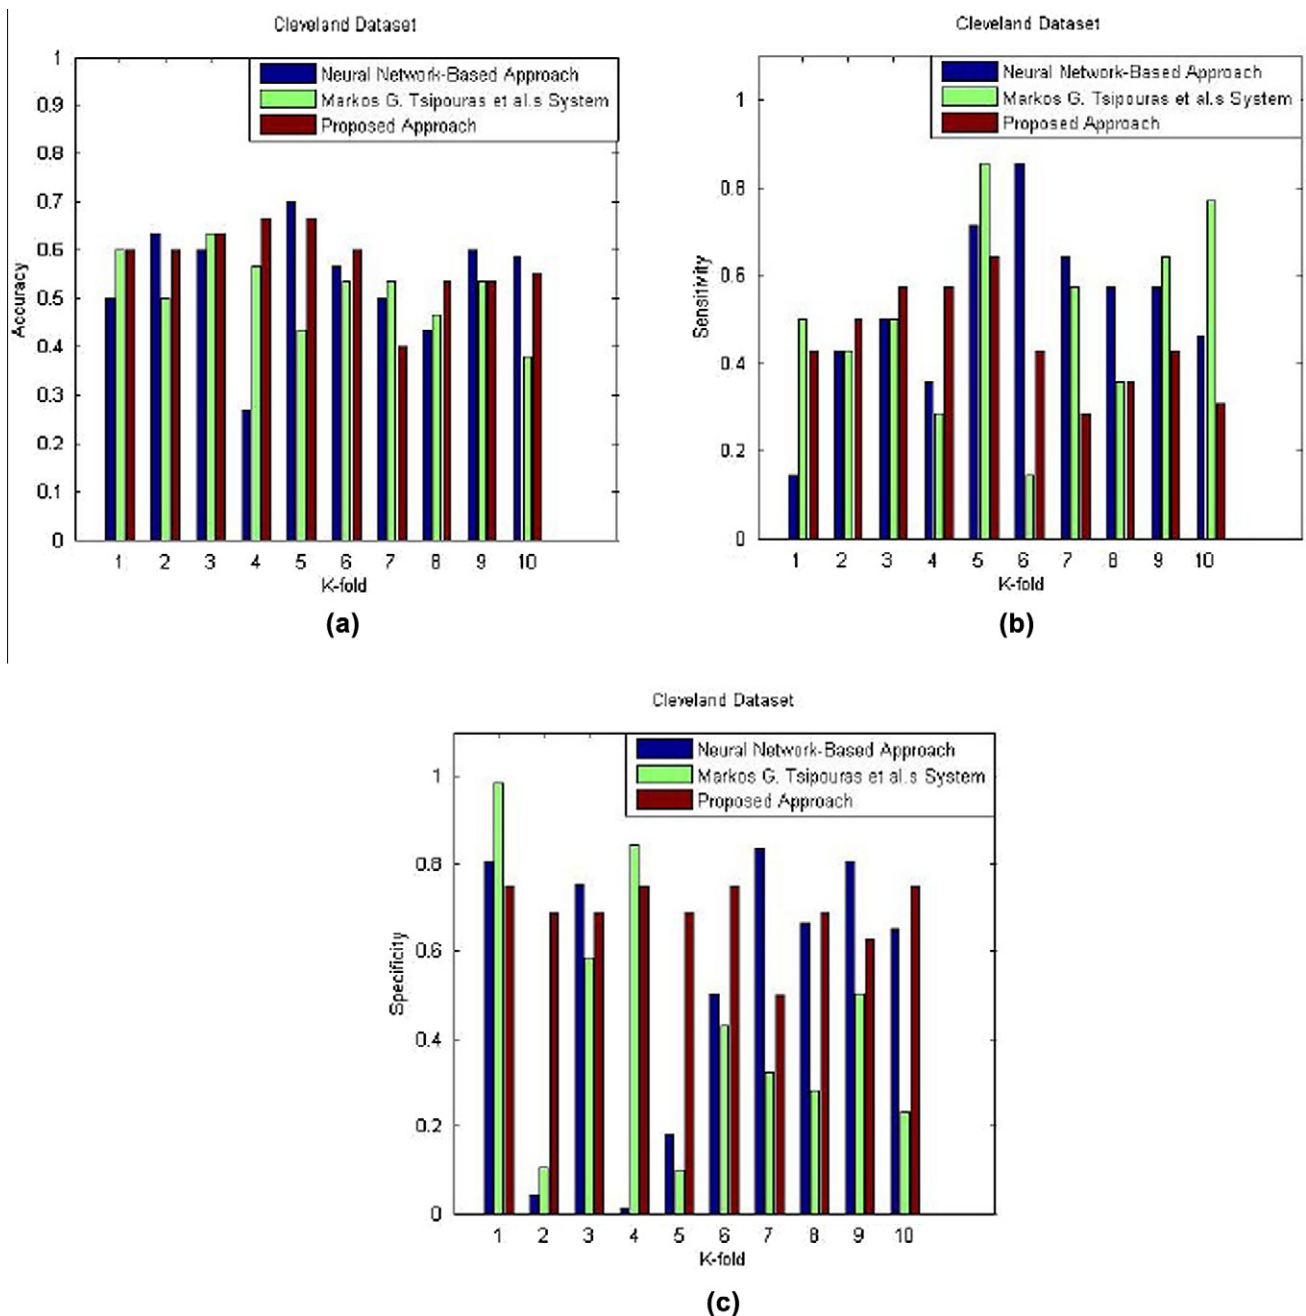 Cleveland Dataset
Neural Network-Based Approach
Markos G. Tsipouras et al.s System
Proposed Approach
1
0.9
0.8
0.7
0.6
0.5
0.4
0.3
0.2
0.1
0
Accuracy
1 2 3 4 5 6 7 8 9 10
K-fold
(a)
Cleveland Dataset
Neural Network-Based Approach
Markos G. Tsipouras et al.s System
Proposed Approach
1
0.8
0.6
0.4
0.2
0
Sensitivity
1 2 3 4 5 6 7 8 9 10
K-fold
(b)
Cleveland Dataset
Neural Network-Based Approach
Markos G. Tsipouras et al.s System
Proposed Approach
1
0.8
0.6
0.4
0.2
0
Specificity
1 2 3 4 5 6 7 8 9 10
K-fold
(c)